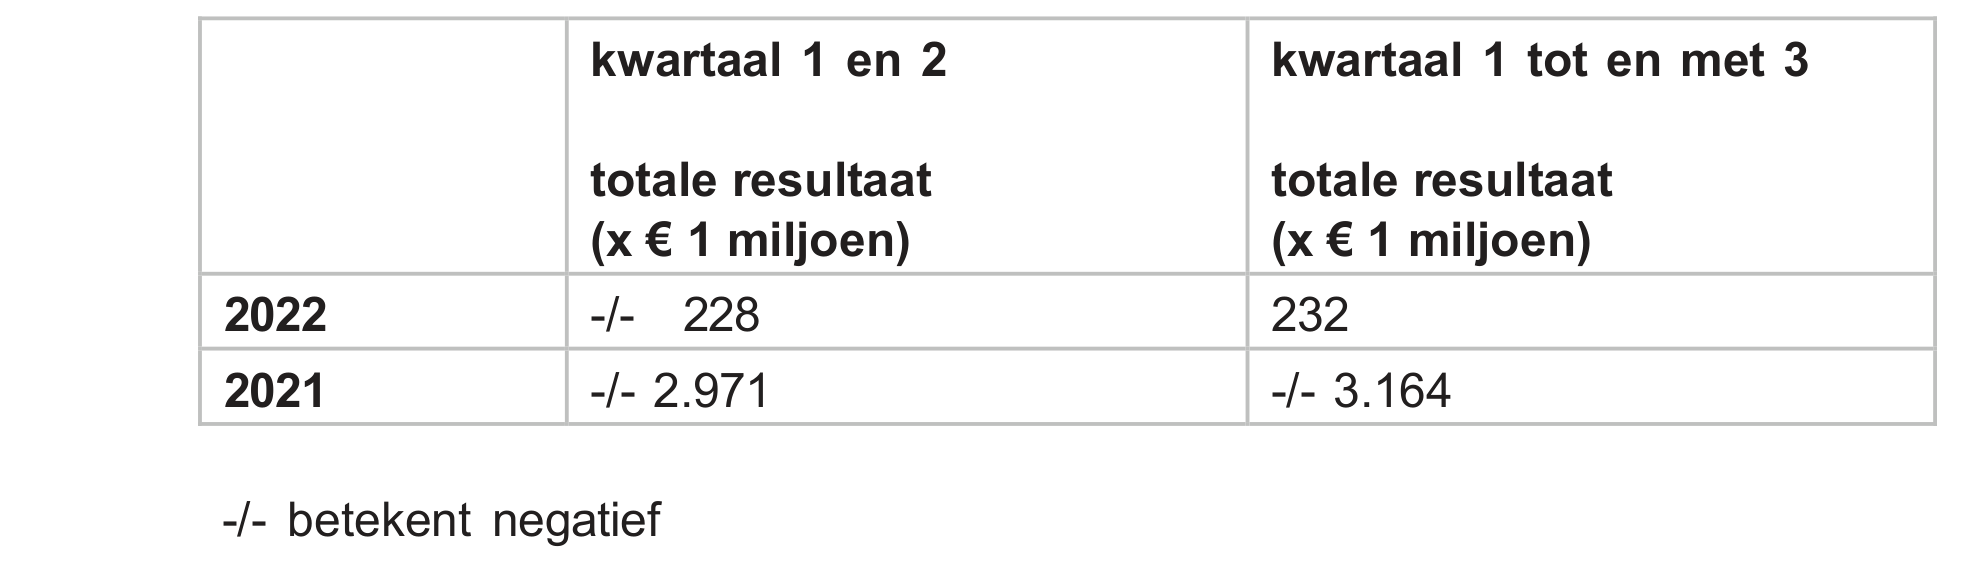 kwartaal 1 en 2
totale resultaat
(x € 1 miljoen)
kwartaal 1 tot en met 3
totale resultaat
(x € 1 miljoen)
2022
-/- 228
232
2021
-/- 2.971
-/- 3.164
-/- betekent negatief